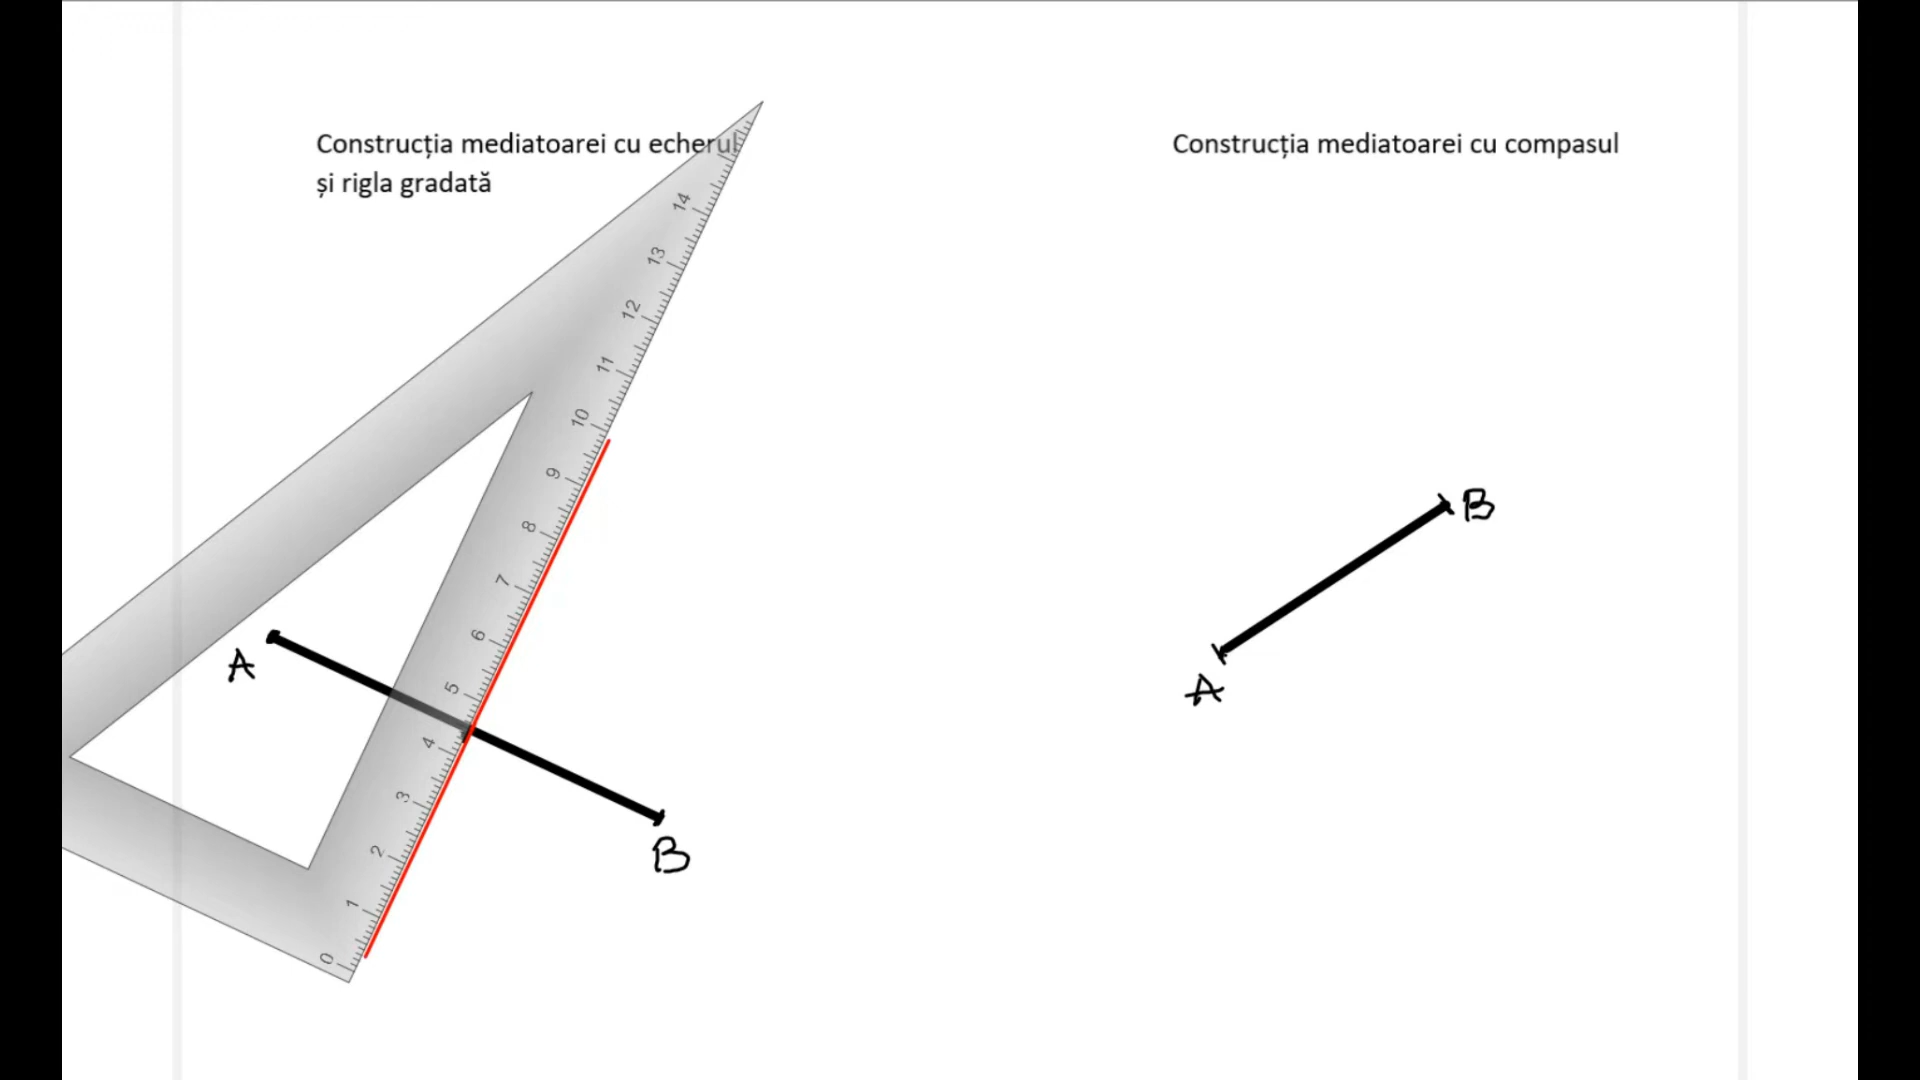 Construcția mediatoarei cu echerul
și rigla gradată
Construcția mediatoarei cu compasul
14
13
12
11
10
9
8
7
6
5
4
3
2
1
0
A
B
B
A